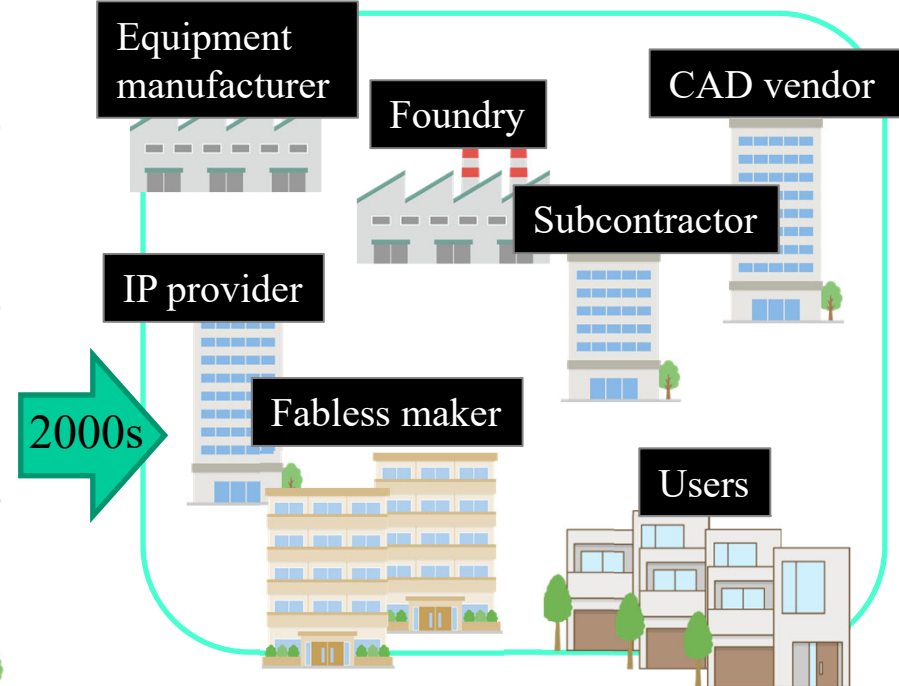 Equipment
manufacturer
Foundry
CAD vendor
Subcontractor
IP provider
2000s
Fabless maker
Users